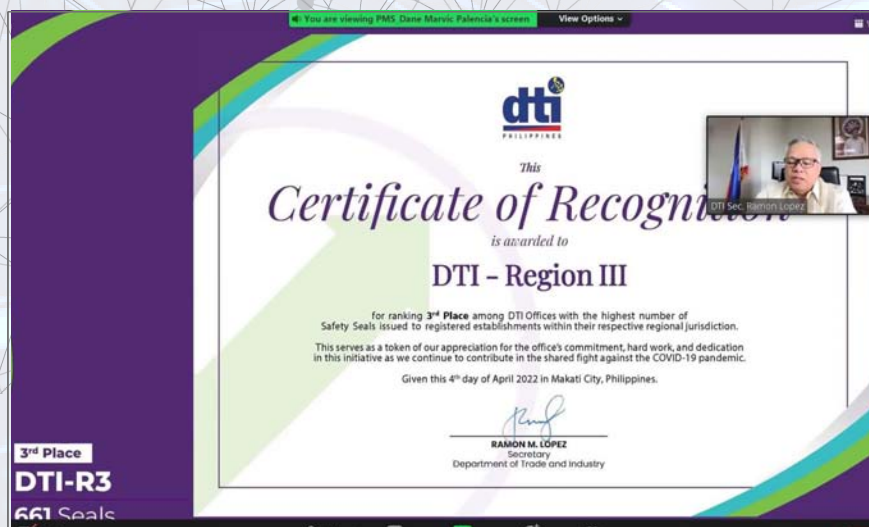 You are viewing PMS_Dane Marvic Palencia's screen
View Options
dti
PHILIPPINES
This
Certificate of Recogni
is awarded to
DTI – Region III
DTI Sec. Ramon Lopez
for ranking 3rd Place among DTI Offices with the highest number of
Safety Seals issued to registered establishments within their respective regional jurisdiction.
This serves as a token of our appreciation for the office's commitment, hard work, and dedication
in this initiative as we continue to contribute in the shared fight against the COVID-19 pandemic.
Given this 4th day of April 2022 in Makati City, Philippines.
RAMON M. LOPEZ
Secretary
Department of Trade and Industry
3rd Place
DTI-R3
661 Seals